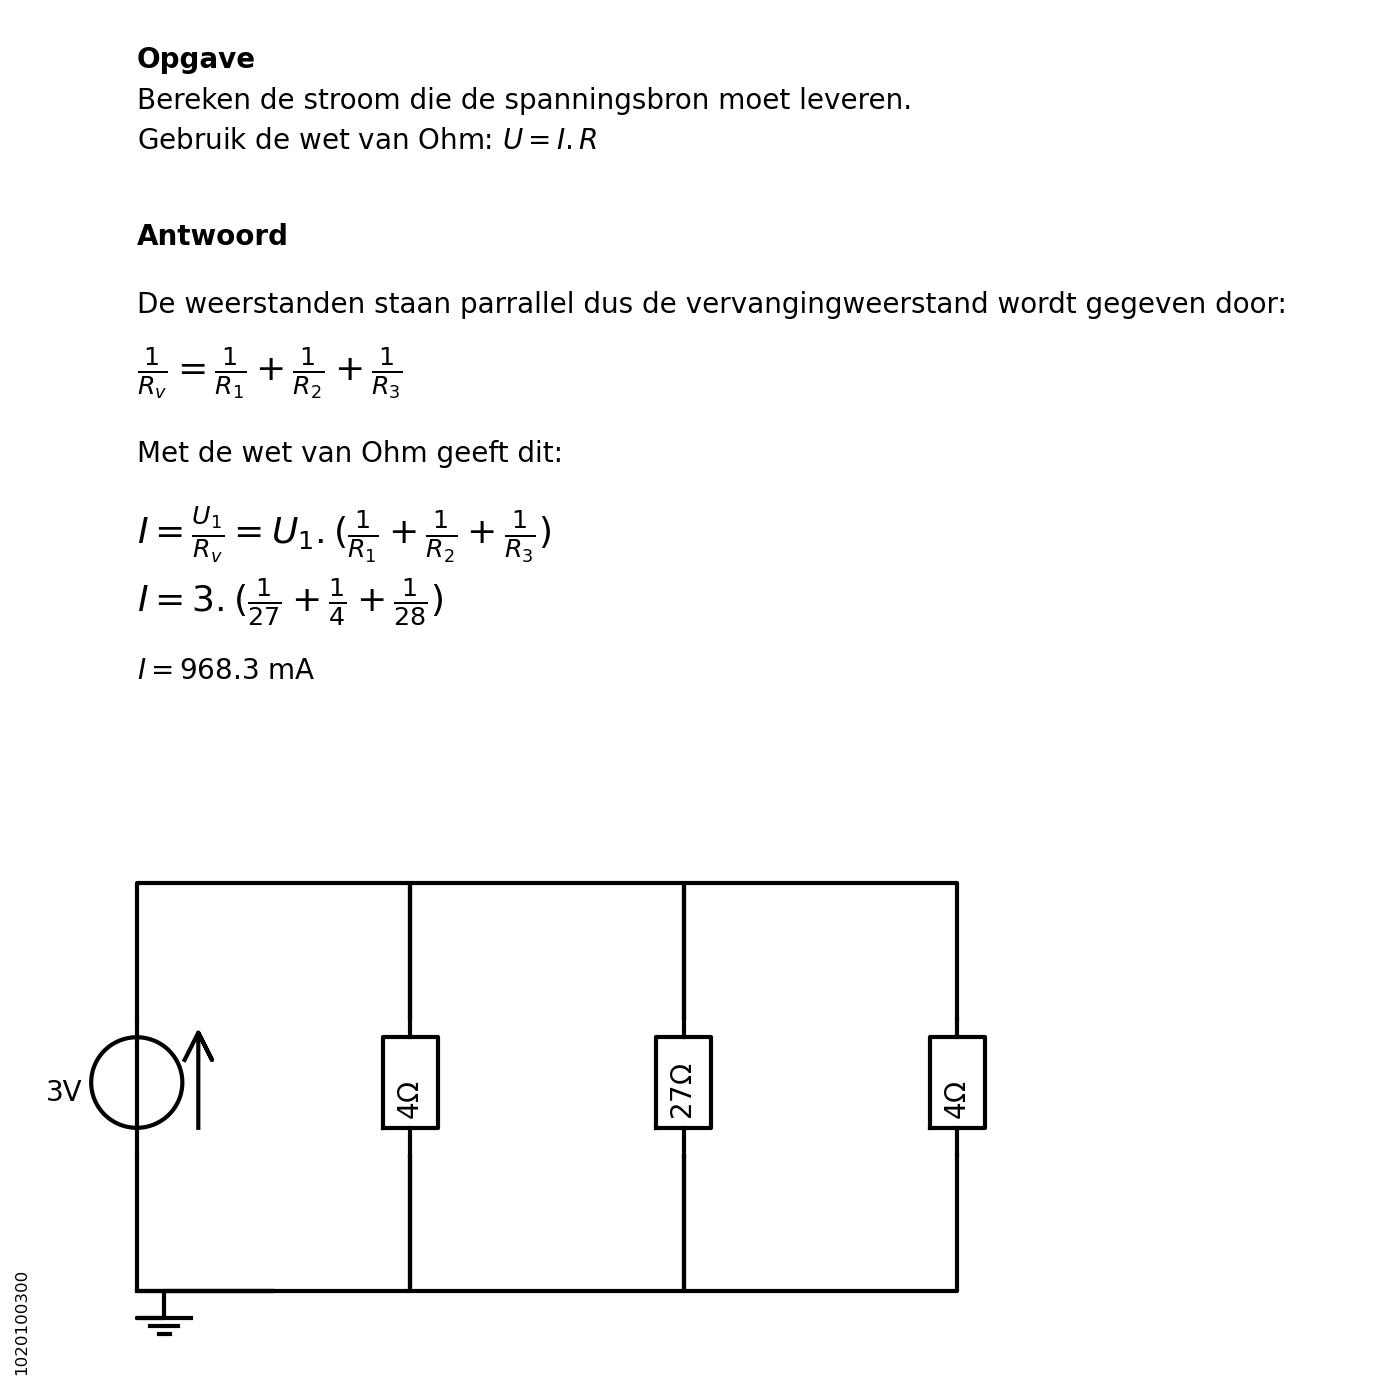 Opgave
Bereken de stroom die de spanningsbron moet leveren.
Gebruik de wet van Ohm: $U = I.R$
Antwoord
De weerstanden staan parrallel dus de vervangingweerstand wordt gegeven door:
$\frac{1}{R_v} = \frac{1}{R_1} + \frac{1}{R_2} + \frac{1}{R_3}$
Met de wet van Ohm geeft dit:
$I = \frac{U_1}{R_v} = U_1.(\frac{1}{R_1} + \frac{1}{R_2} + \frac{1}{R_3})$
$I = 3.(\frac{1}{27} + \frac{1}{4} + \frac{1}{28})$
$I = 968.3$ mA
3V
4Ω
27Ω
4Ω
1020100300